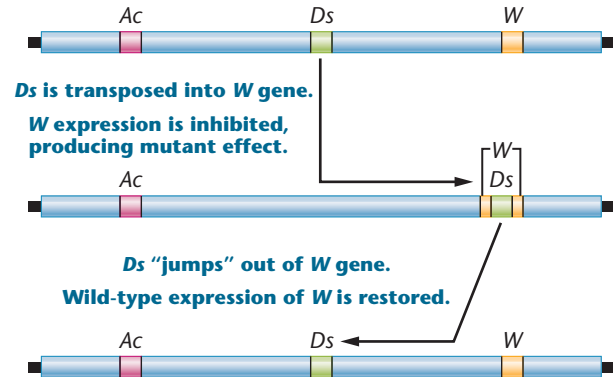 Ac Ds W
Ds is transposed into W gene.
W expression is inhibited,
producing mutant effect.
W
Ac Ds
Ds “jumps” out of W gene.
Wild-type expression of W is restored.
Ac Ds W